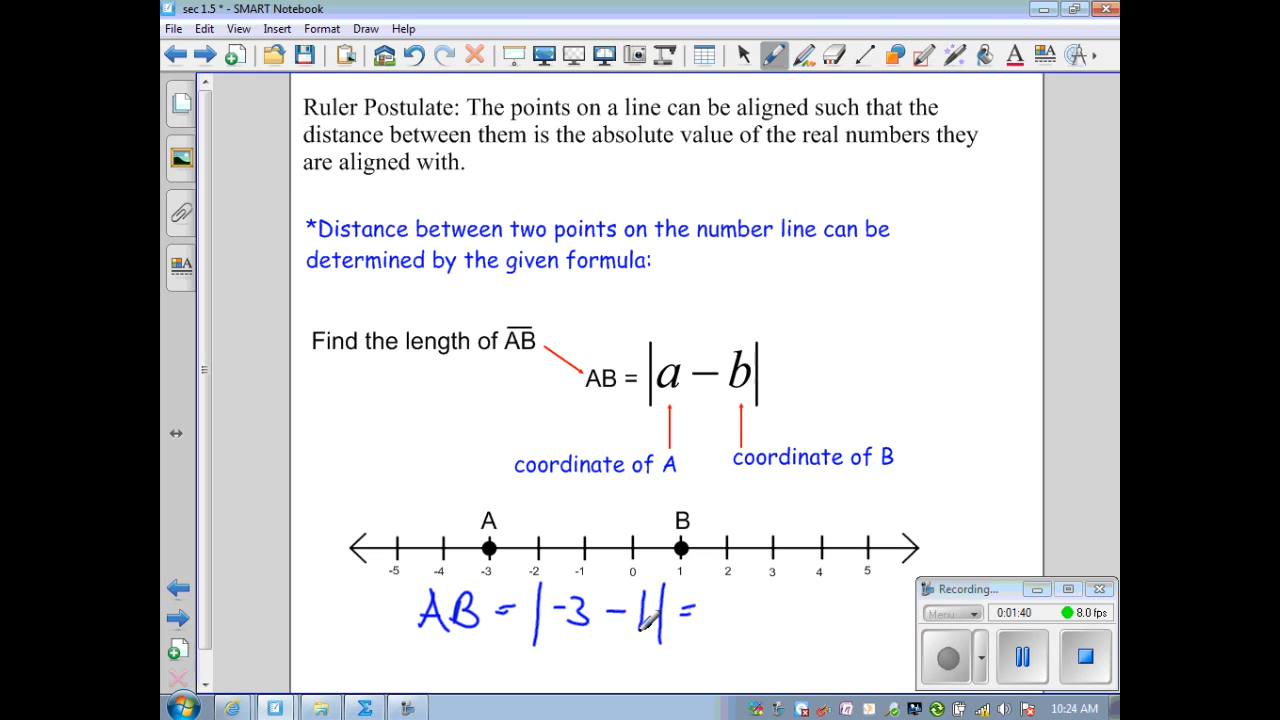 sec 1.5 * - SMART Notebook
File Edit View Insert Format Draw Help
Ruler Postulate: The points on a line can be aligned such that the
distance between them is the absolute value of the real numbers they
are aligned with.
*Distance between two points on the number line can be
determined by the given formula:
Find the length of A̅B̅
AB = |a − b|
coordinate of A coordinate of B
A B
-5 -4 -3 -2 -1 0 1 2 3 4 5
AB = |-3 - 1| =
Recording...
Menu 0:01:40 8.0 fps
10:24 AM